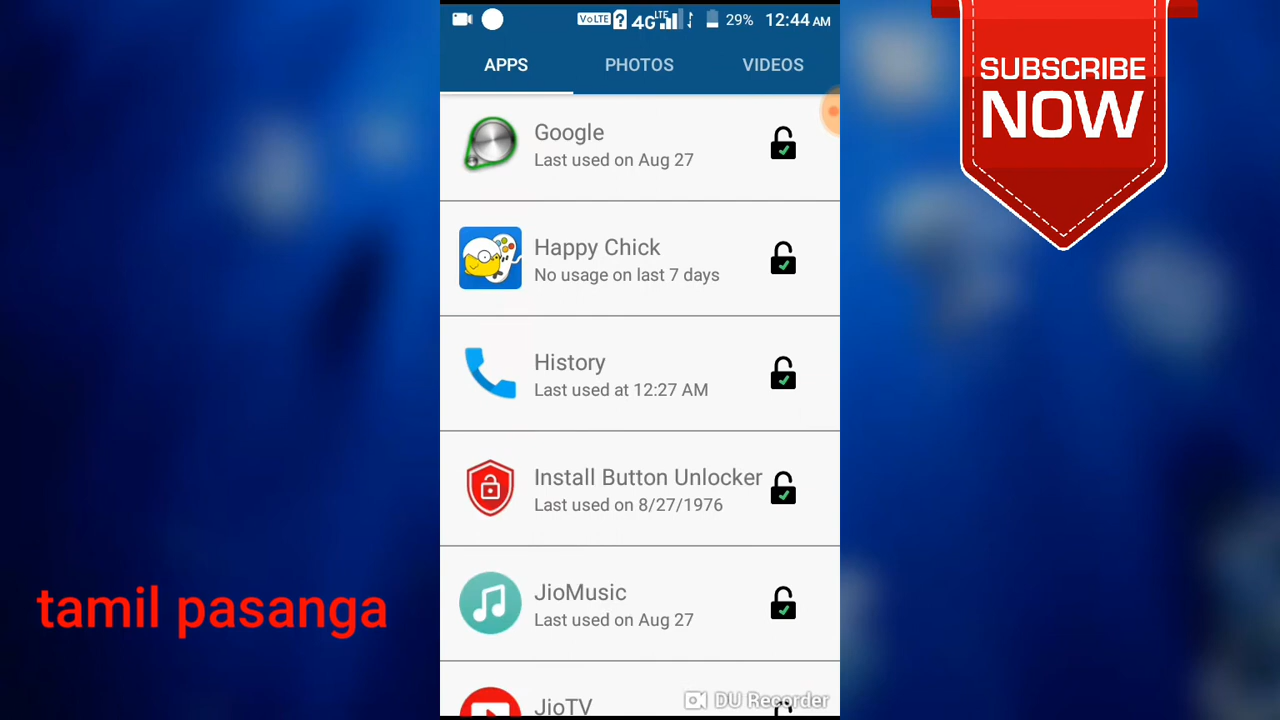 VoLTE ? 4G LTE 29% 12:44 AM
APPS PHOTOS VIDEOS
Google
Last used on Aug 27
Happy Chick
No usage on last 7 days
History
Last used at 12:27 AM
Install Button Unlocker
Last used on 8/27/1976
JioMusic
Last used on Aug 27
JioTV
DU Recorder
SUBSCRIBE
NOW
tamil pasanga